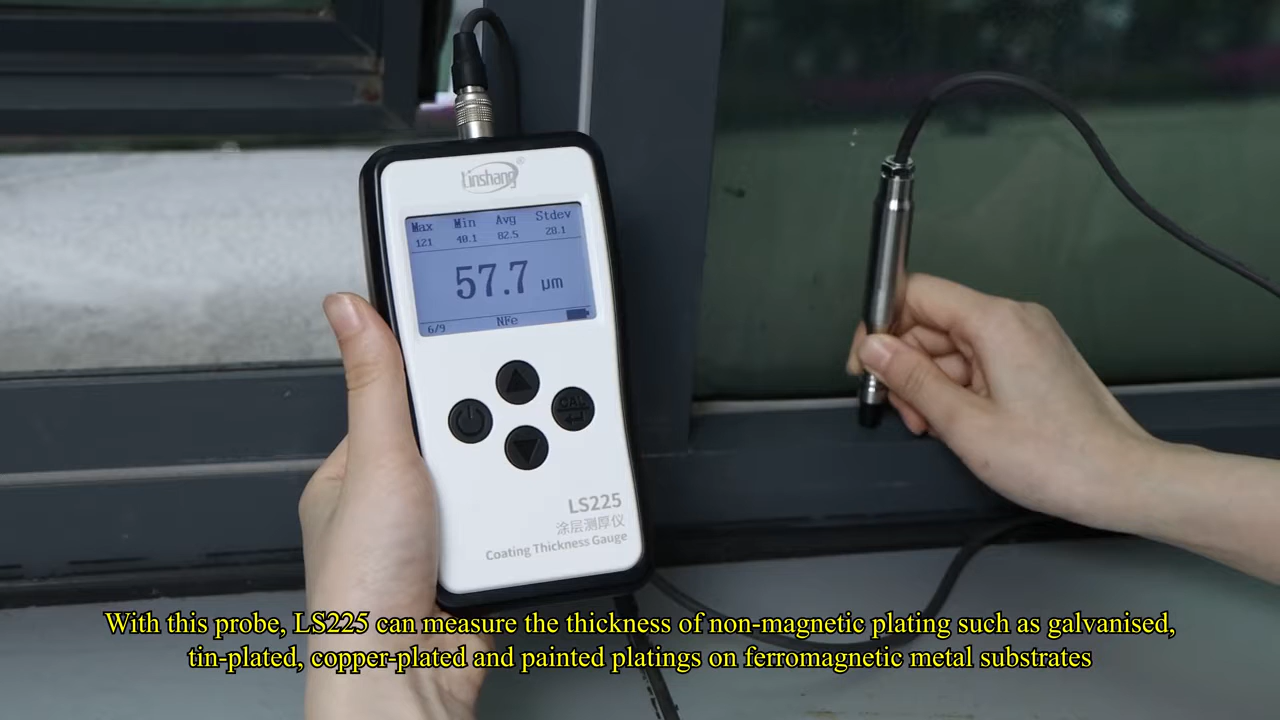 Linshang®
Max Min Avg Stdev
121 40.1 82.5 28.1
57.7 μm
6/9 NFe
CAL
LS225
涂层测厚仪
Coating Thickness Gauge
With this probe, LS225 can measure the thickness of non-magnetic plating such as galvanised,
tin-plated, copper-plated and painted platings on ferromagnetic metal substrates